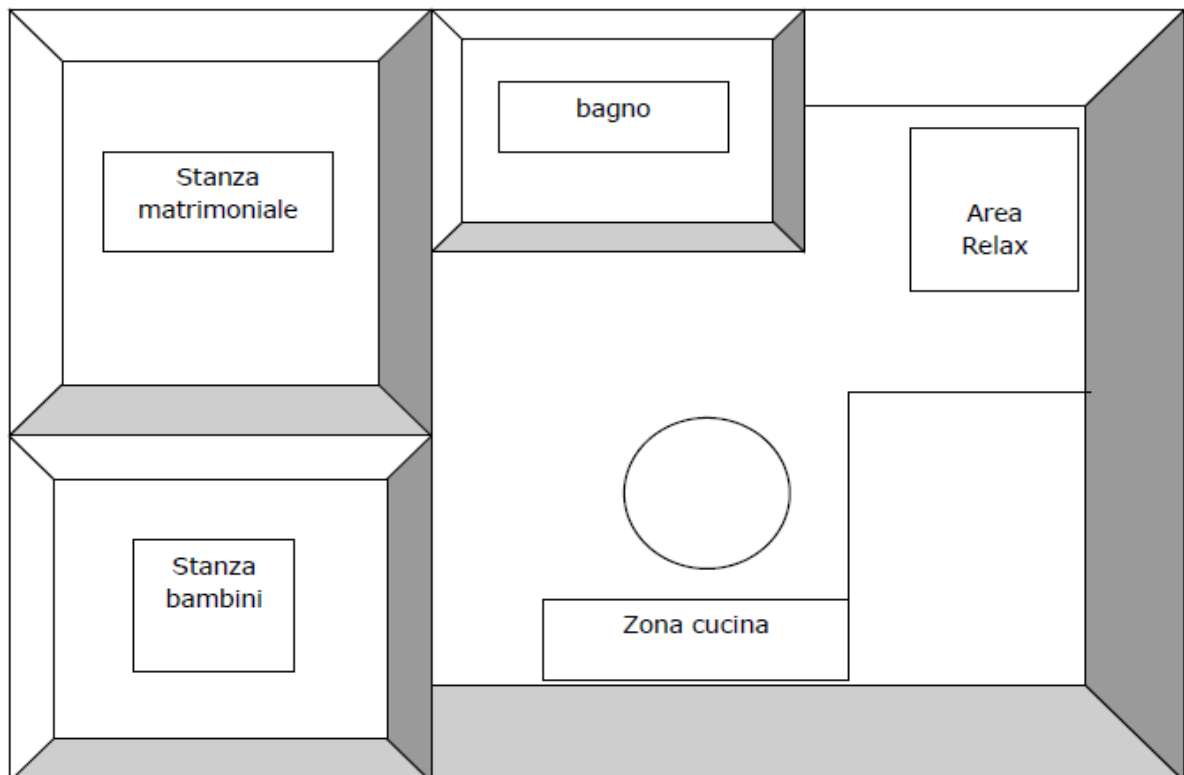 bagno
Stanza
matrimoniale
Area
Relax
Stanza
bambini
Zona cucina